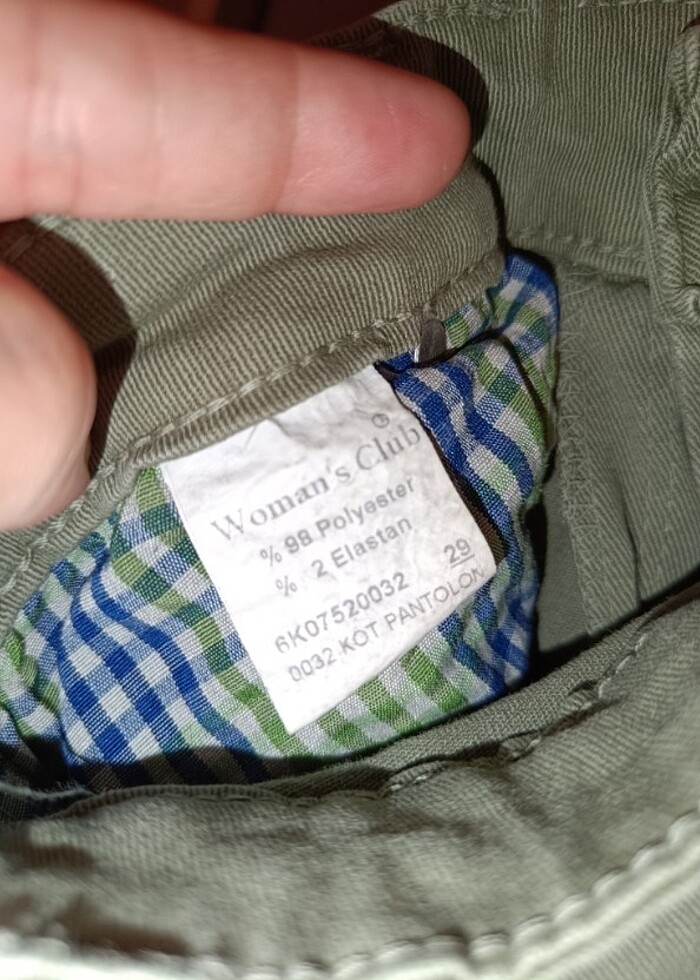 Woman's Club®
% 98 Polyester
% 2 Elastan
6K07520032 29
0032 KOT PANTOLON